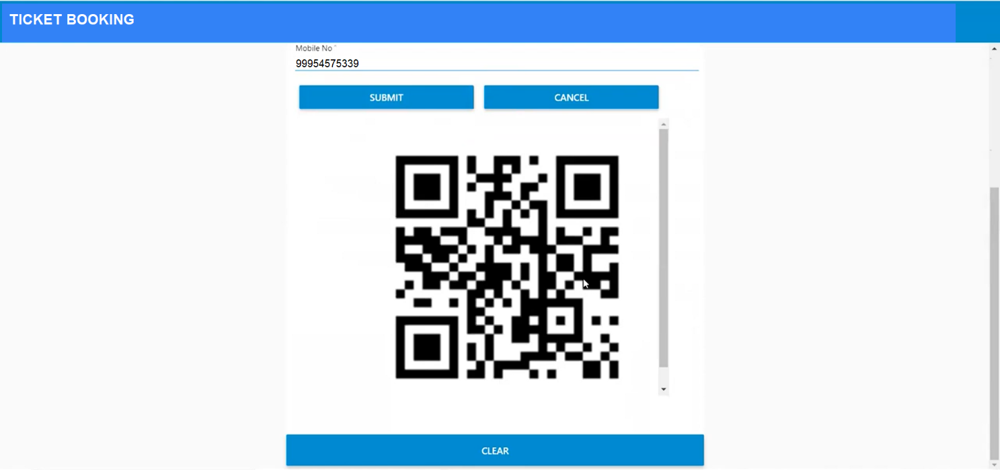 TICKET BOOKING
Mobile No *
99954575339
SUBMIT
CANCEL
CLEAR